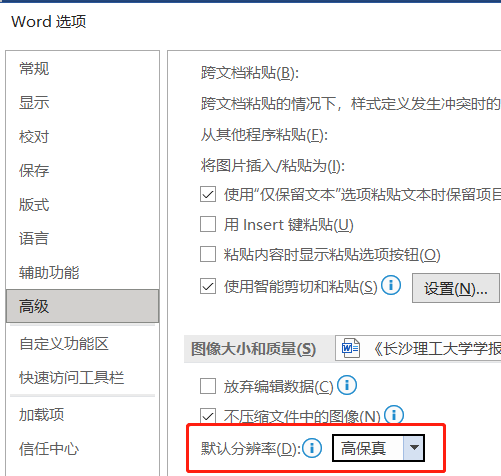 Word 选项
常规
显示
校对
保存
版式
语言
辅助功能
高级
自定义功能区
快速访问工具栏
加载项
信任中心
跨文档粘贴(B):
跨文档粘贴的情况下，样式定义发生冲突时的
从其他程序粘贴(F):
将图片插入/粘贴为(I):
使用“仅保留文本”选项粘贴文本时保留项目
用 Insert 键粘贴(U)
粘贴内容时显示粘贴选项按钮(O)
使用智能剪切和粘贴(S) 设置(N)...
图像大小和质量(S) 《长沙理工大学学报
放弃编辑数据(C)
不压缩文件中的图像(N)
默认分辨率(D): 高保真